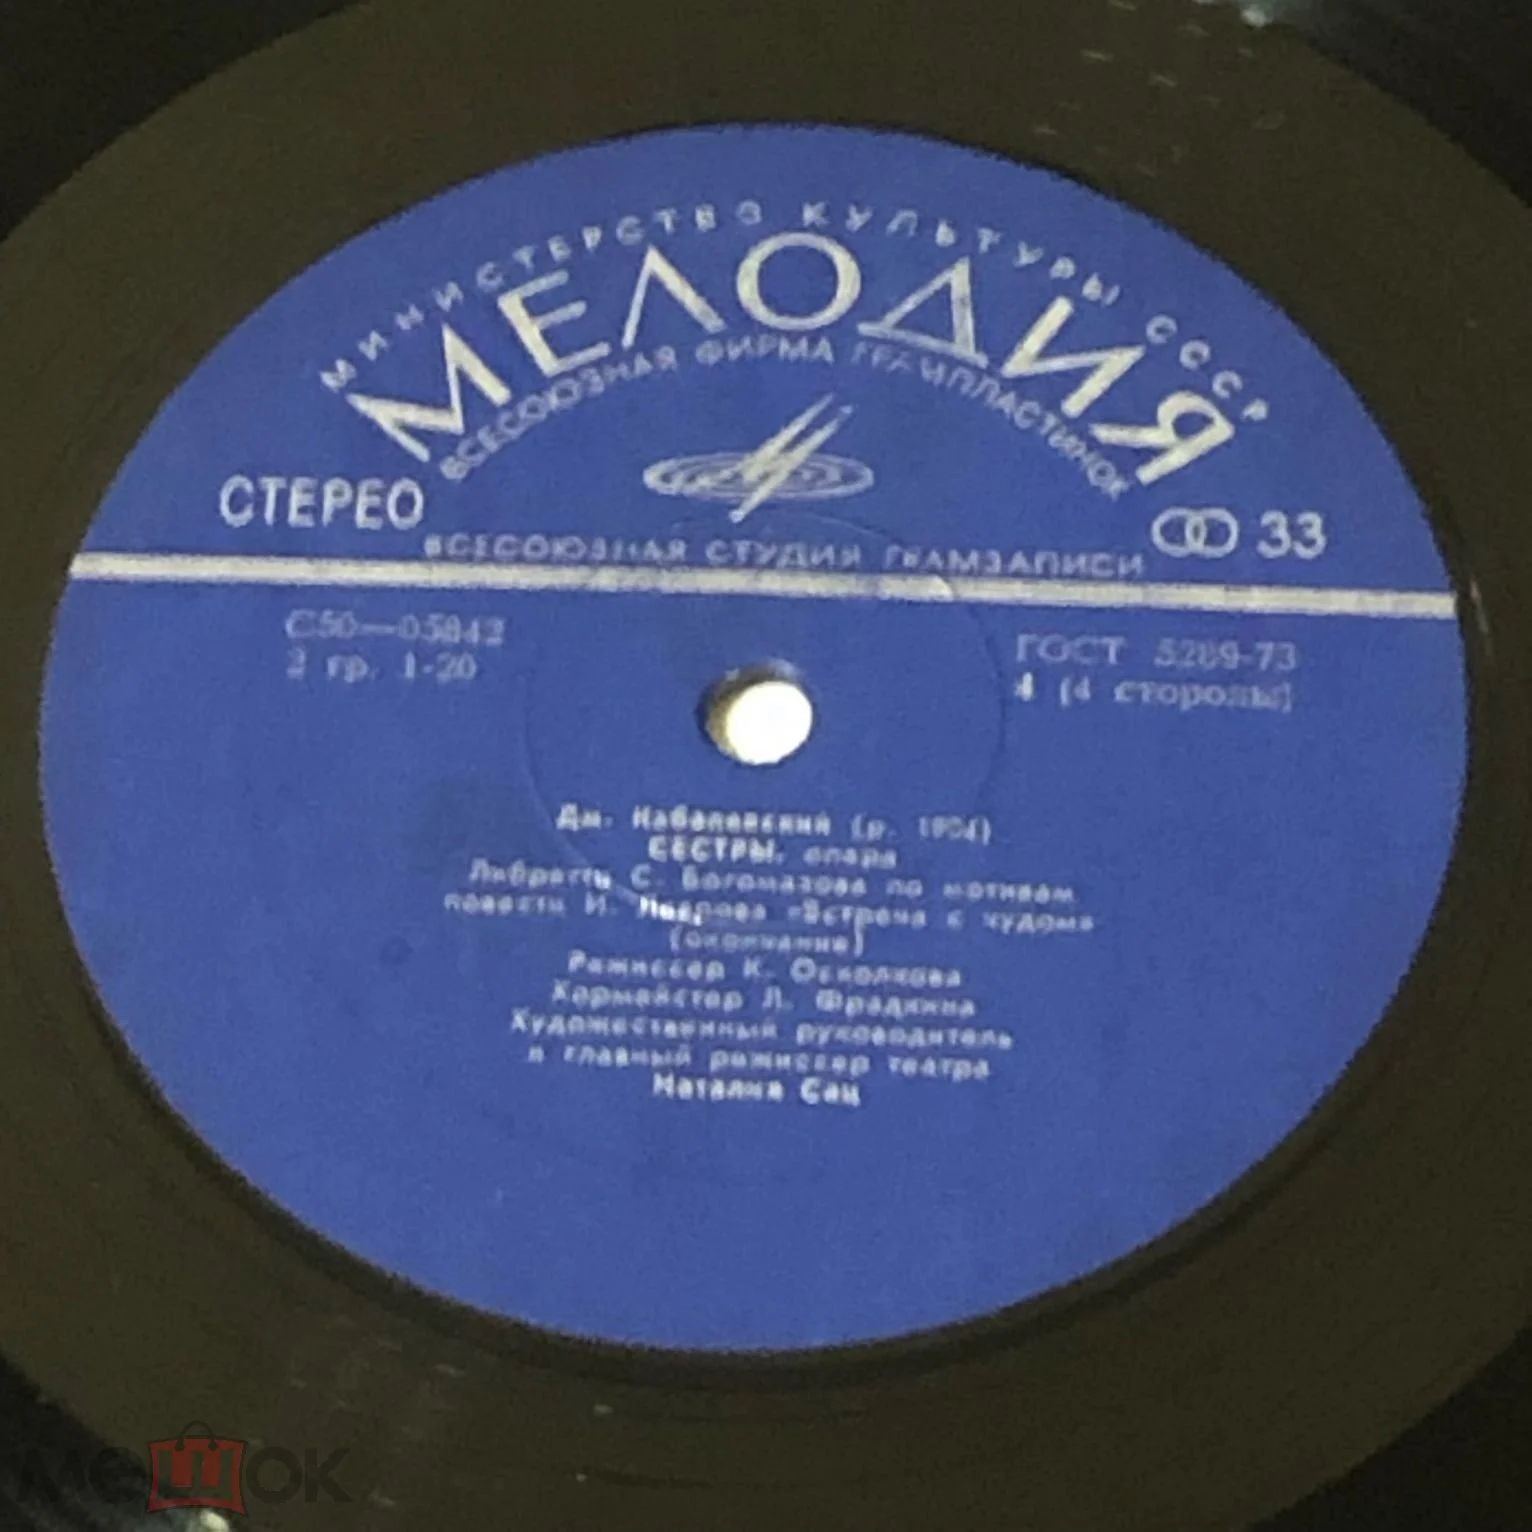 МИНИСТЕРСТВО КУЛЬТУРЫ СССР
МЕЛОДИЯ
ВСЕСОЮЗНАЯ ФИРМА ГРАМПЛАСТИНОК
СТЕРЕО
33
ВСЕСОЮЗНАЯ СТУДИЯ ГРАМЗАПИСИ
С50—05842
ГОСТ 5289-73
2 гр. 1-20
4 (4 стороны)
Дм. Кабалевский (р. 1904)
СЕСТРЫ, опера
Либретто С. Богомазова по мотивам
повести И. Лаврова «Встреча с чудом»
(окончание)
Режиссер К. Осколкова
Хормейстер Л. Фрадкина
Художественный руководитель
и главный режиссер театра
Наталия Сац
мешок